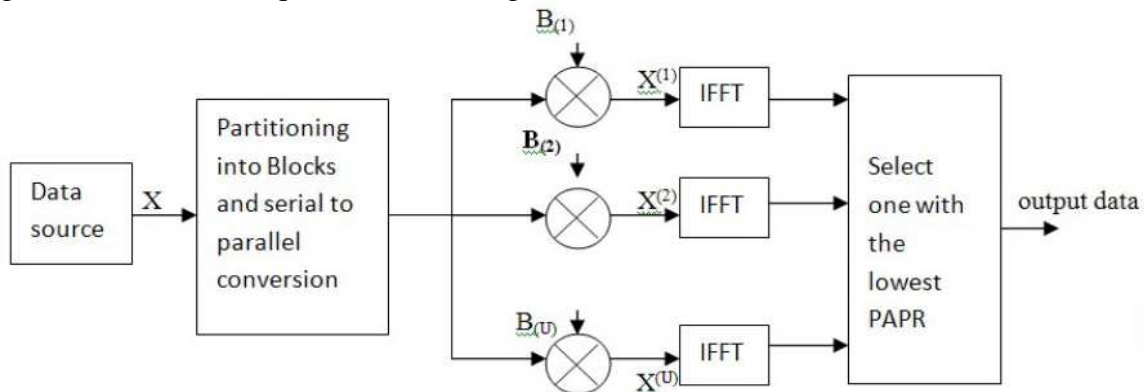 B(1)
X(1)
IFFT
Partitioning
into Blocks
and serial to
parallel
conversion
Data
source
X
B(2)
X(2)
IFFT
Select
one with
the
lowest
PAPR
output data
B(U)
X(U)
IFFT